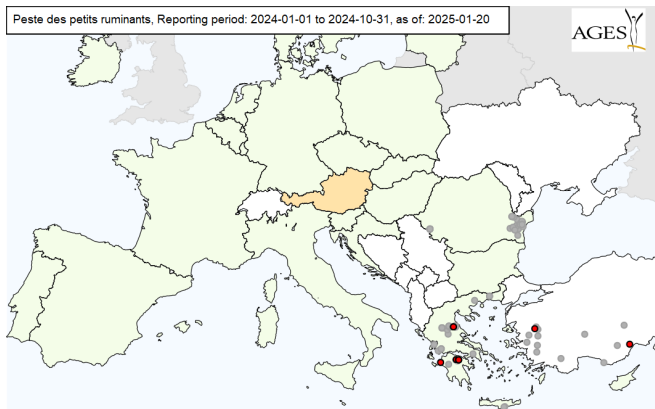 Peste des petits ruminants, Reporting period: 2024-01-01 to 2024-10-31, as of: 2025-01-20
AGES